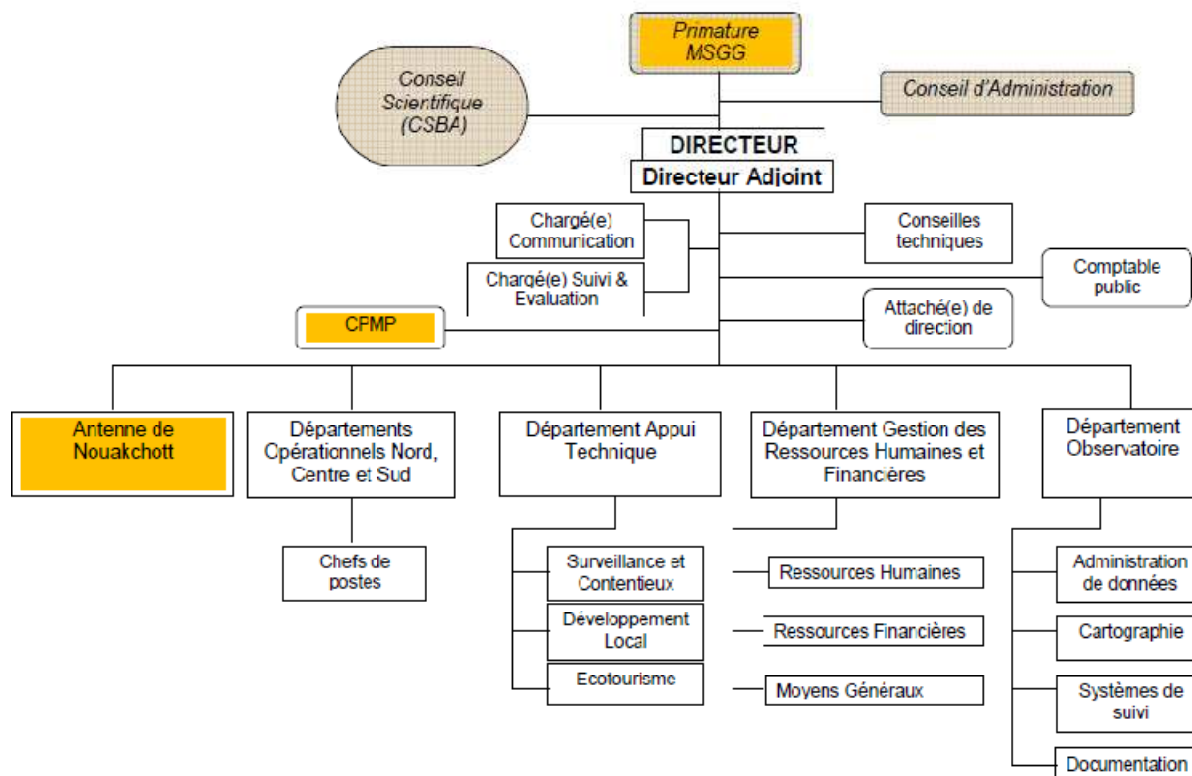 Primature
MSGG
Conseil
Scientifique
(CSBA)
Conseil d'Administration
DIRECTEUR
Directeur Adjoint
Chargé(e)
Communication
Conseilles
techniques
Chargé(e) Suivi &
Evaluation
Comptable
public
CPMP
Attaché(e) de
direction
Antenne de
Nouakchott
Départements
Opérationnels Nord,
Centre et Sud
Département Appui
Technique
Département Gestion des
Ressources Humaines et
Financières
Département
Observatoire
Chefs de
postes
Surveillance et
Contentieux
Développement
Local
Ecotourisme
Ressources Humaines
Ressources Financières
Moyens Généraux
Administration
de données
Cartographie
Systèmes de
suivi
Documentation